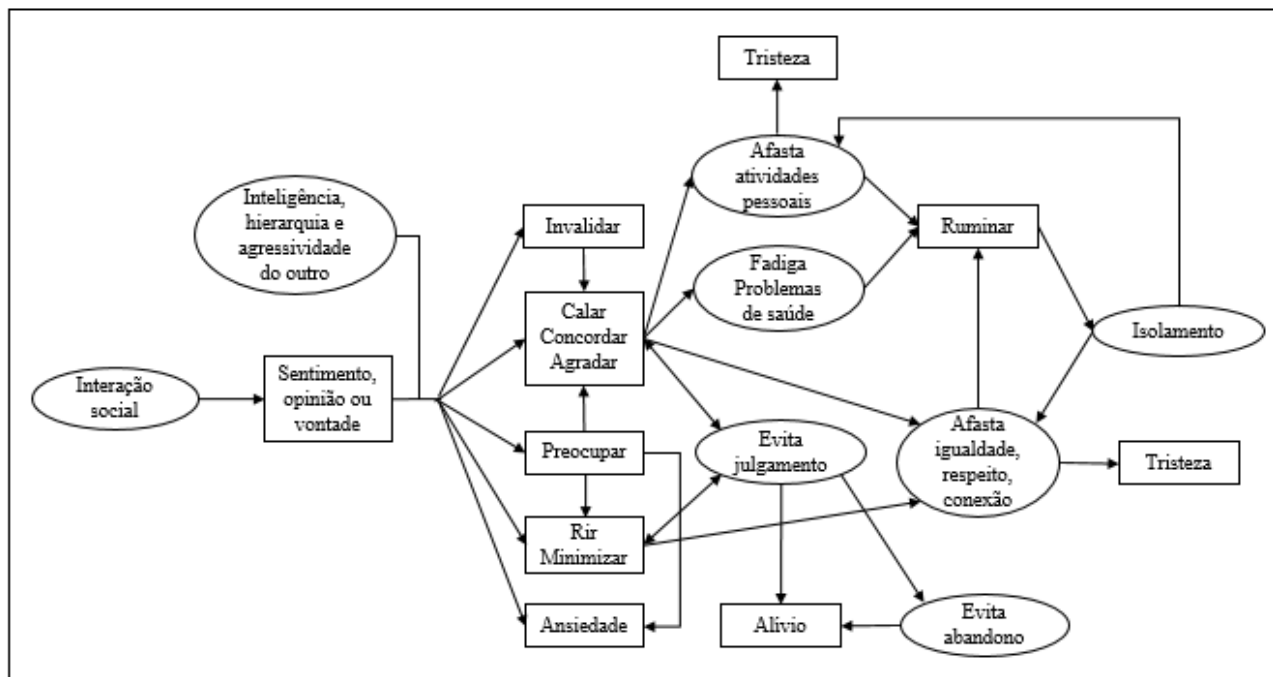 Tristeza
Afasta
atividades
pessoais
Inteligência,
hierarquia e
agressividade
do outro
Invalidar
Ruminar
Fadiga
Problemas
de saúde
Calar
Concordar
Agradar
Isolamento
Interação
social
Sentimento,
opinião ou
vontade
Preocupar
Evita
julgamento
Afasta
igualdade,
respeito,
conexão
Tristeza
Rir
Minimizar
Ansiedade
Alívio
Evita
abandono